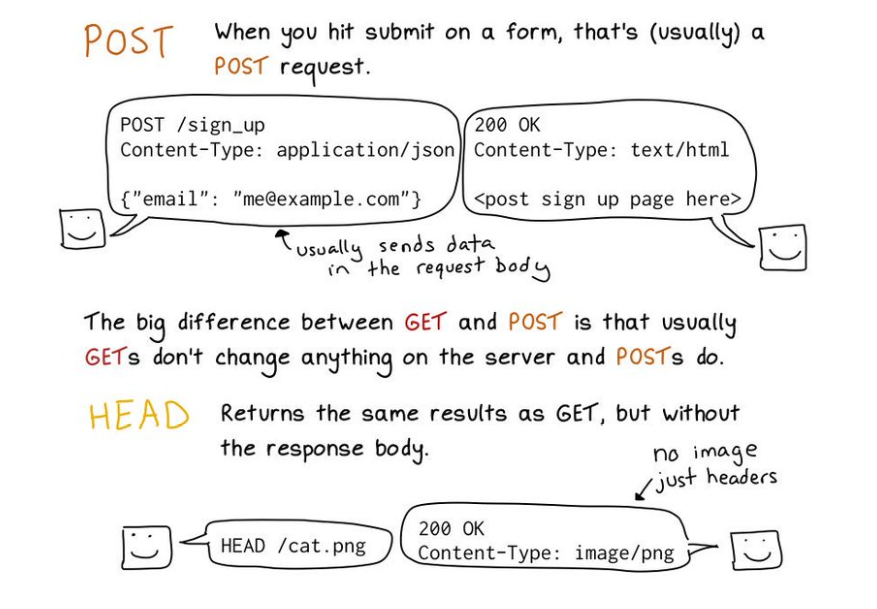 POST
When you hit submit on a form, that's (usually) a
POST request.
POST /sign_up
Content-Type: application/json
{"email": "me@example.com"}
200 OK
Content-Type: text/html
<post sign up page here>
usually sends data
in the request body
The big difference between GET and POST is that usually
GETs don't change anything on the server and POSTs do.
HEAD
Returns the same results as GET, but without
the response body.
no image
just headers
HEAD /cat.png
200 OK
Content-Type: image/png